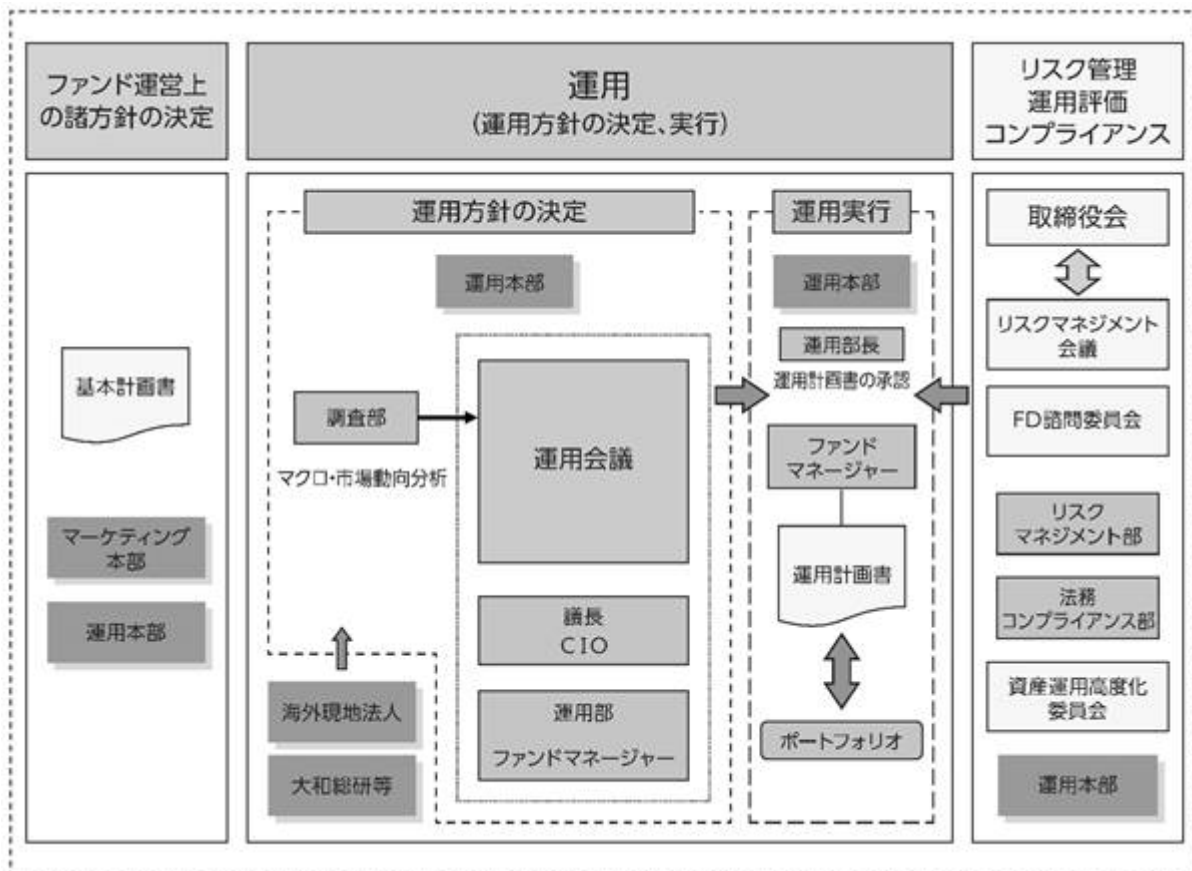 ファンド運営上
の諸方針の決定
運用
(運用方針の決定、実行)
リスク管理
運用評価
コンプライアンス
基本計画書
マーケティング
本部
運用本部
運用方針の決定
運用本部
調査部
マクロ・市場動向分析
運用会議
議長
CIO
運用部
ファンドマネージャー
海外現地法人
大和総研等
運用実行
運用本部
運用部長
運用計画書の承認
ファンド
マネージャー
運用計画書
ポートフォリオ
取締役会
リスクマネジメント
会議
FD諮問委員会
リスク
マネジメント部
法務
コンプライアンス部
資産運用高度化
委員会
運用本部